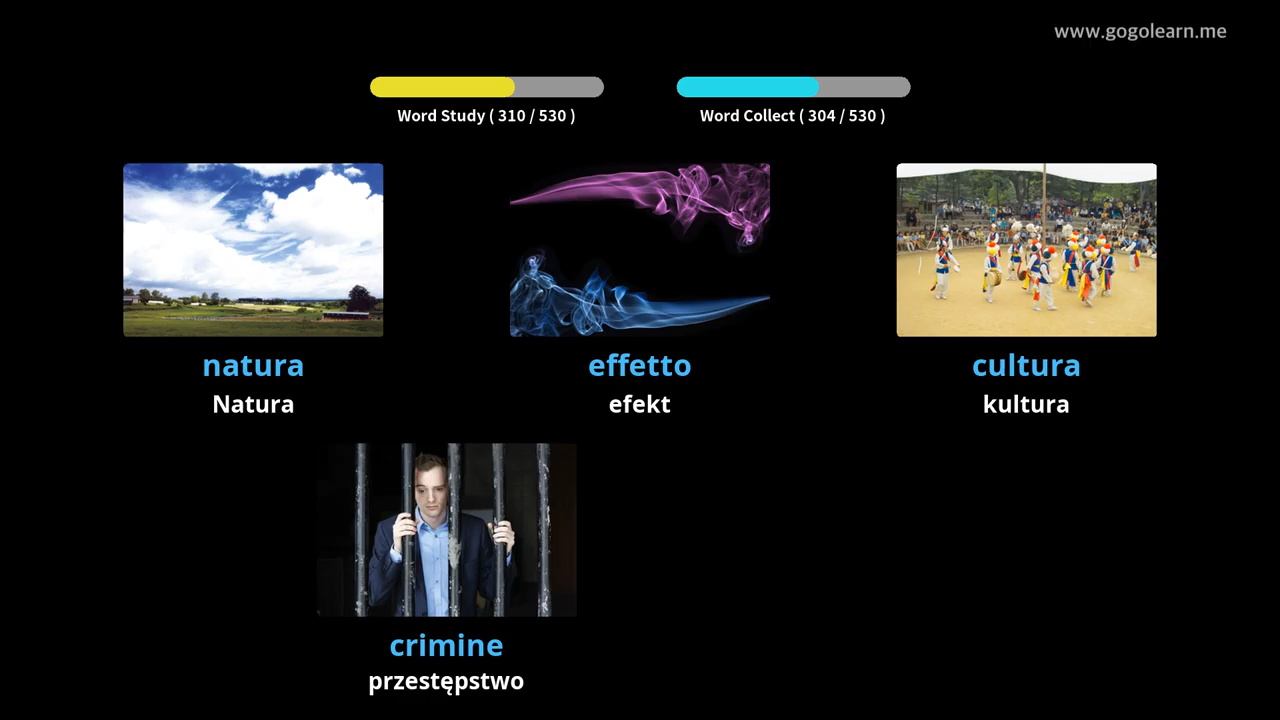 www.gogolearn.me
Word Study ( 310 / 530 )
Word Collect ( 304 / 530 )
natura
Natura
effetto
efekt
cultura
kultura
crimine
przestępstwo